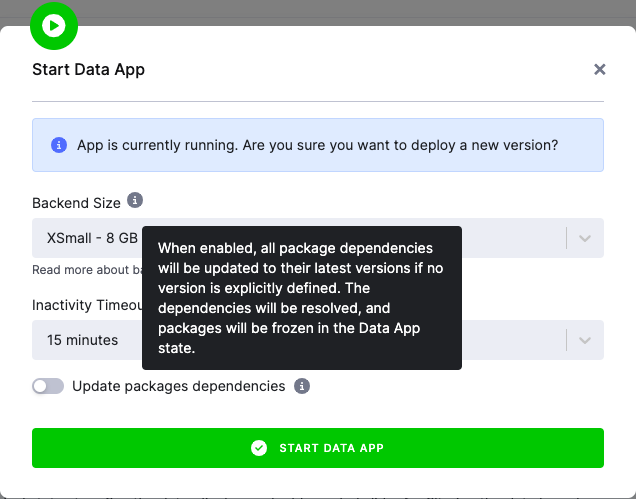 Start Data App
App is currently running. Are you sure you want to deploy a new version?
Backend Size
XSmall - 8 GB
When enabled, all package dependencies
will be updated to their latest versions if no
version is explicitly defined. The
dependencies will be resolved, and
packages will be frozen in the Data App
state.
Read more about
Inactivity
15 minutes
Update packages dependencies
START DATA APP